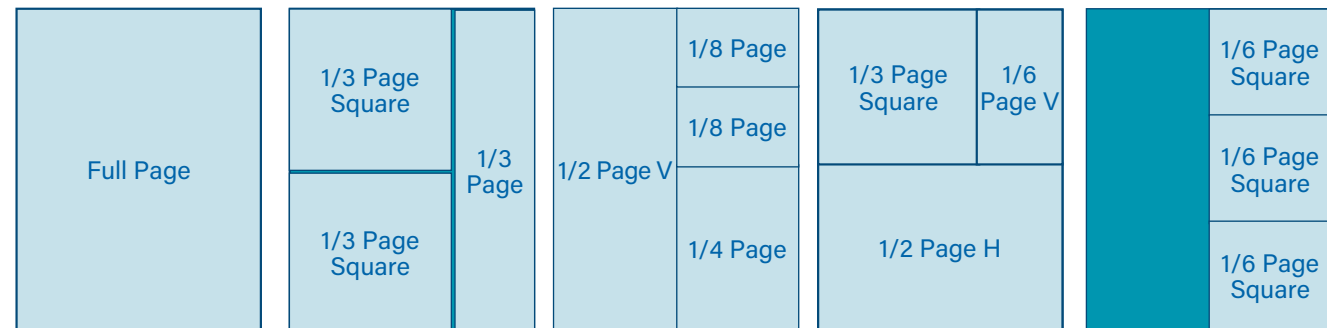 Full Page
1/3 Page
Square
1/3 Page
Square
1/3
Page
1/2 Page V
1/8 Page
1/8 Page
1/4 Page
1/3 Page
Square
1/6
Page V
1/2 Page H
1/6 Page
Square
1/6 Page
Square
1/6 Page
Square